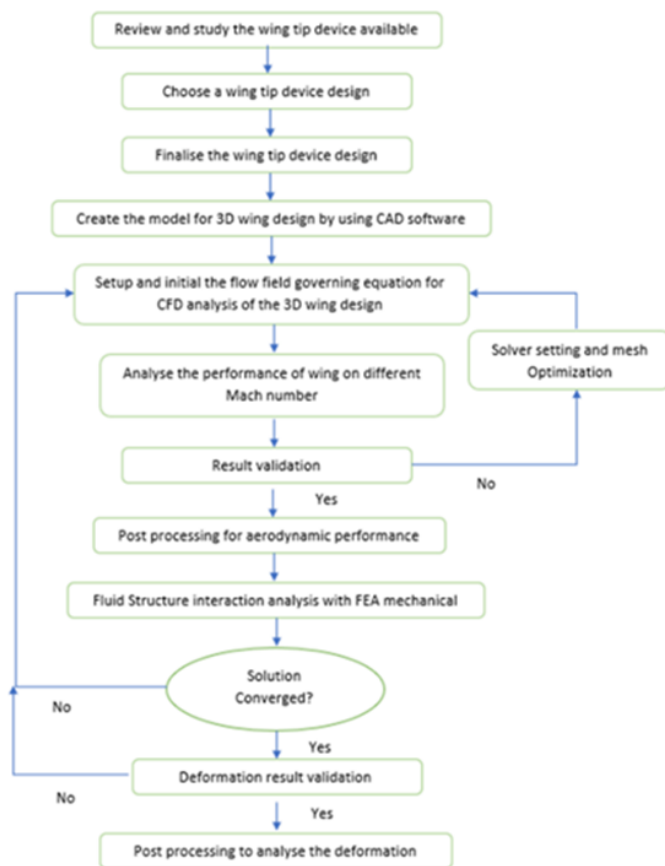 Review and study the wing tip device available
Choose a wing tip device design
Finalise the wing tip device design
Create the model for 3D wing design by using CAD software
Setup and initial the flow field governing equation for
CFD analysis of the 3D wing design
Solver setting and mesh
Optimization
Analyse the performance of wing on different
Mach number
Result validation
No
Yes
Post processing for aerodynamic performance
Fluid Structure interaction analysis with FEA mechanical
Solution
Converged?
No
Yes
Deformation result validation
No
Yes
Post processing to analyse the deformation